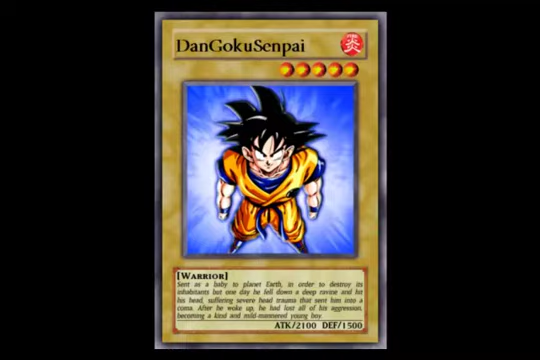 DanGokuSenpai
炎
[Warrior]
Sent as a baby to planet Earth, in order to destroy its
inhabitants but one day he fell down a deep ravine and hit
his head, suffering severe head trauma that sent him into a
coma. After he woke up, he had lost all of his aggression,
becoming a kind and mild-mannered young boy.
ATK/2100 DEF/1500